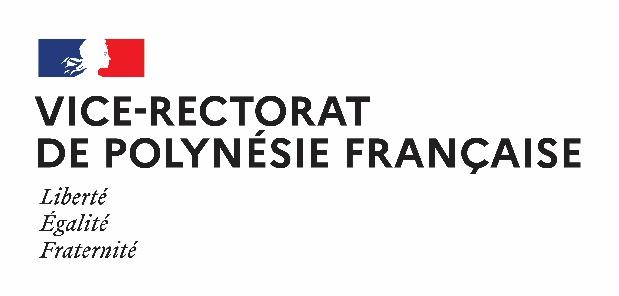 VICE-RECTORAT
DE POLYNÉSIE FRANÇAISE
Liberté
Égalité
Fraternité